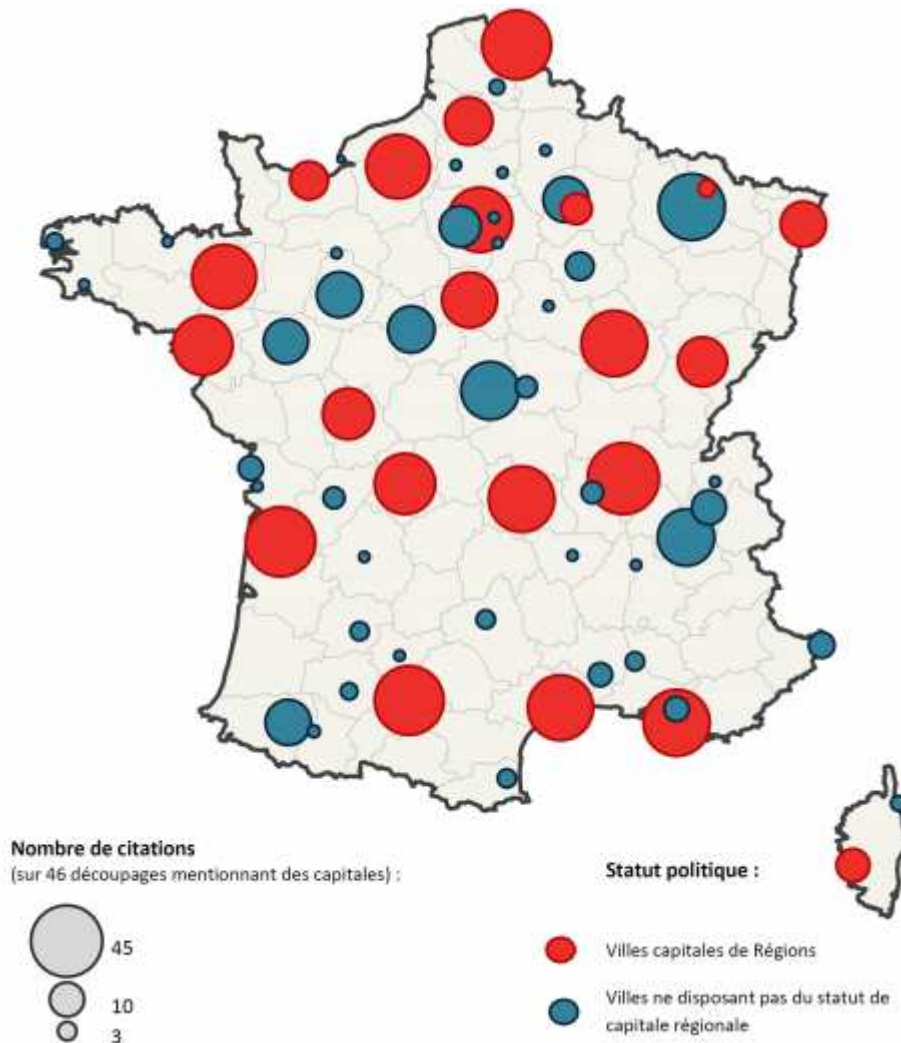 Nombre de citations
(sur 46 découpages mentionnant des capitales) :
45
10
3
Statut politique :
Villes capitales de Régions
Villes ne disposant pas du statut de
capitale régionale